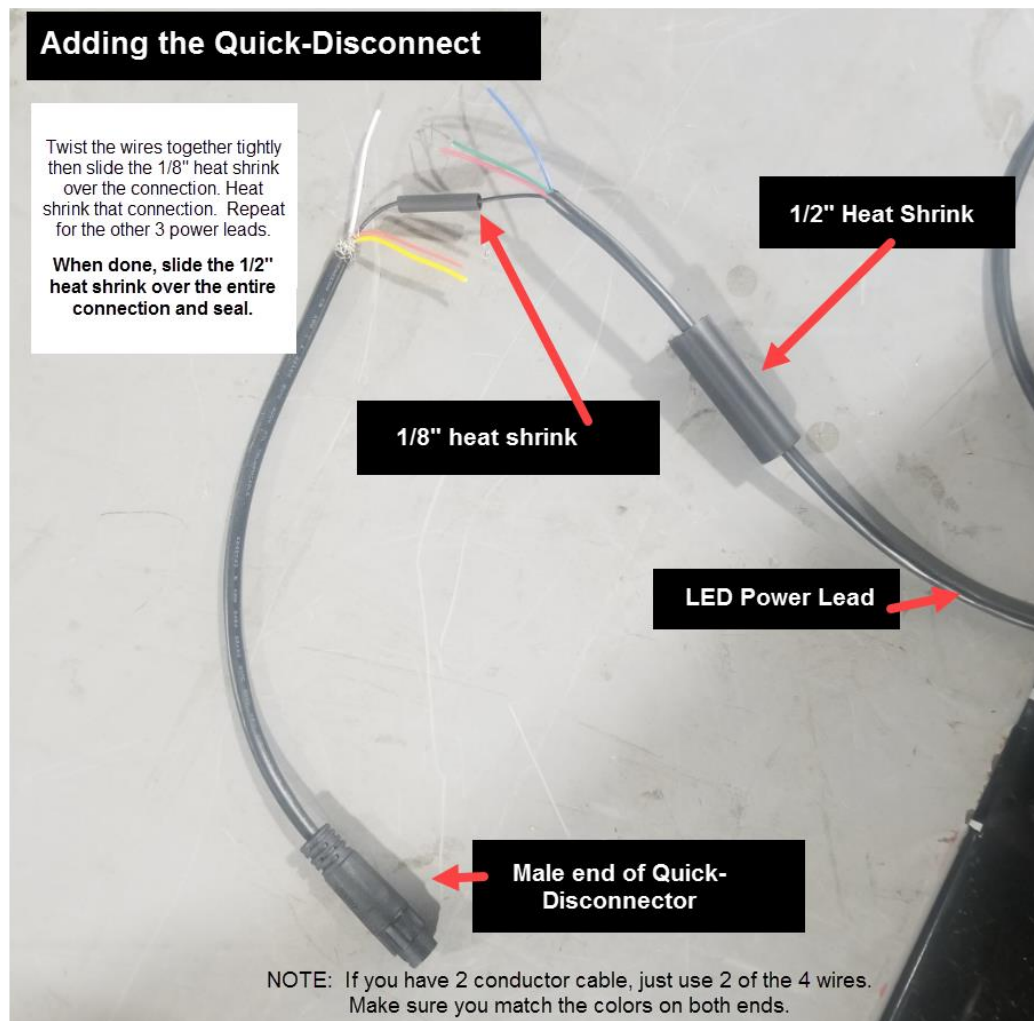 Adding the Quick-Disconnect
Twist the wires together tightly
then slide the 1/8" heat shrink
over the connection. Heat
shrink that connection.  Repeat
for the other 3 power leads.
When done, slide the 1/2"
heat shrink over the entire
connection and seal.
1/2" Heat Shrink
1/8" heat shrink
LED Power Lead
Male end of Quick-
Disconnector
NOTE:  If you have 2 conductor cable, just use 2 of the 4 wires.
Make sure you match the colors on both ends.